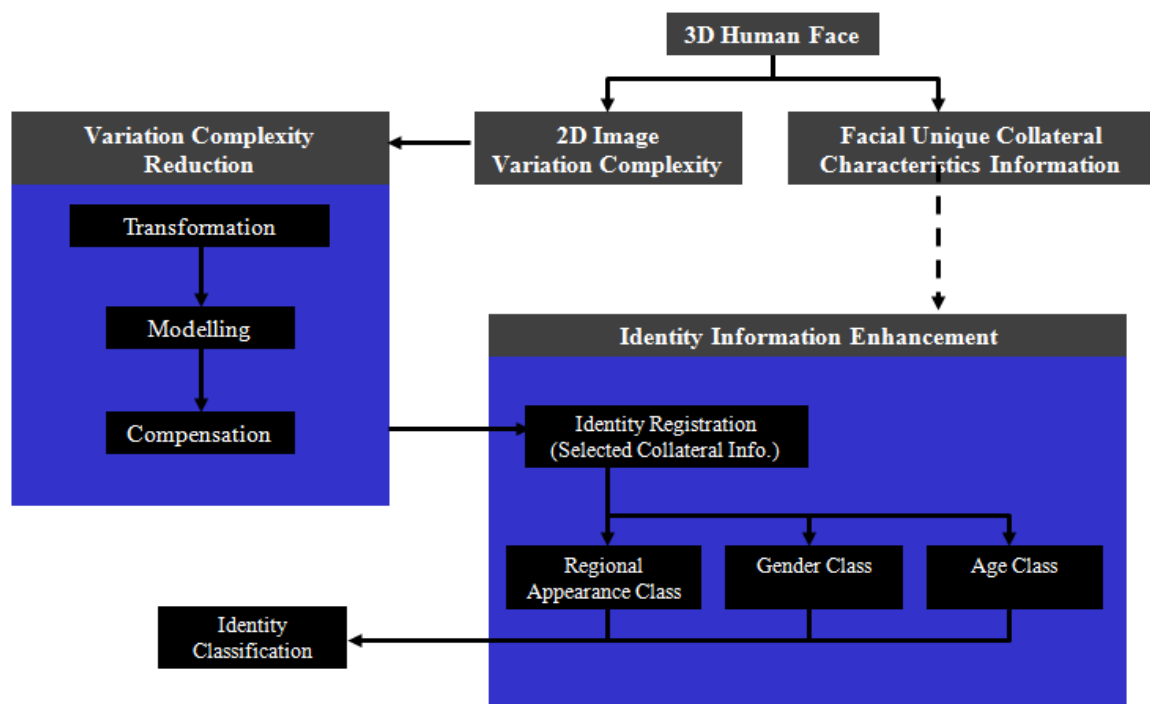 3D Human Face
Variation Complexity
Reduction
2D Image
Variation Complexity
Facial Unique Collateral
Characteristics Information
Transformation
Modelling
Compensation
Identity Information Enhancement
Identity Registration
(Selected Collateral Info.)
Regional
Appearance Class
Gender Class
Age Class
Identity
Classification